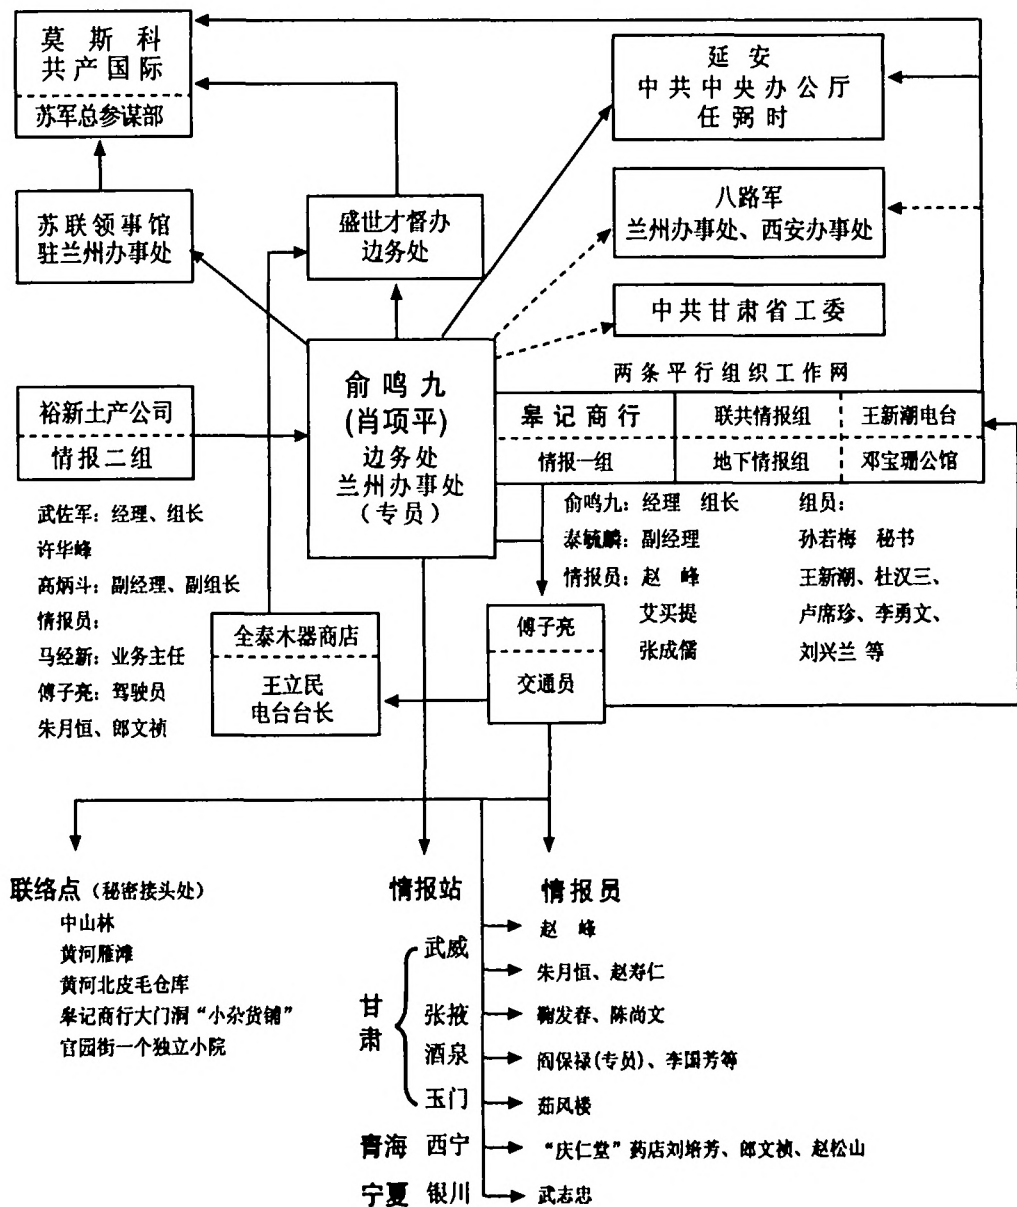 莫斯科
共产国际
苏军总参谋部
延安
中共中央办公厅
任弼时
苏联领事馆
驻兰州办事处
盛世才督办
边务处
八路军
兰州办事处、西安办事处
中共甘肃省工委
两条平行组织工作网
裕新土产公司
情报二组
俞鸣九
(肖项平)
边务处
兰州办事处
（专员）
皋记商行
情报一组
联共情报组
地下情报组
王新潮电台
邓宝珊公馆
武佐军：经理、组长
许华峰
高炳斗：副经理、副组长
情报员：
马经新：业务主任
傅子亮：驾驶员
朱月恒、郎文祯
俞鸣九：经理 组长
泰毓麟：副经理
情报员：赵 峰
艾买提
张成儒
组员：
孙若梅 秘书
王新潮、杜汉三、
卢席珍、李勇文、
刘兴兰 等
全泰木器商店
王立民
电台台长
傅子亮
交通员
联络点（秘密接头处）
中山林
黄河雁滩
黄河北皮毛仓库
皋记商行大门洞“小杂货铺”
官园街一个独立小院
情报站
甘肃
武威
张掖
酒泉
玉门
青海 西宁
宁夏 银川
情报员
赵 峰
朱月恒、赵寿仁
鞠发春、陈尚文
阎保禄(专员)、李国芳等
茹风楼
“庆仁堂”药店刘培芳、郎文祯、赵松山
武志忠